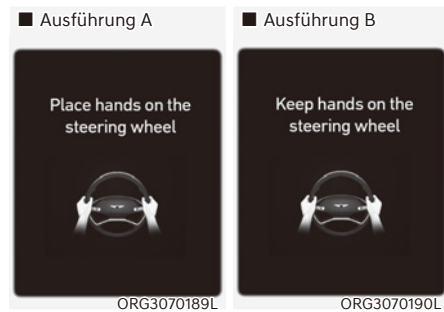 ■ Ausführung A
Place hands on the
steering wheel
ORG3070189L
■ Ausführung B
Keep hands on the
steering wheel
ORG3070190L